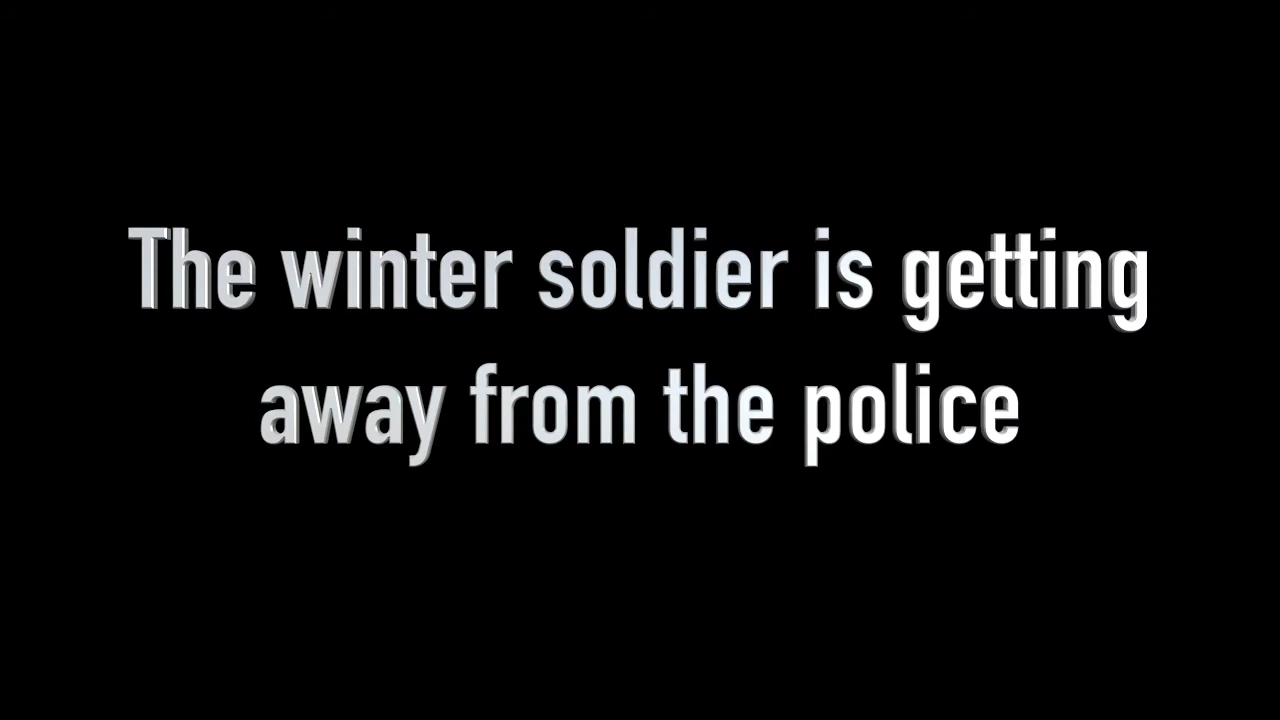 The winter soldier is getting
away from the police